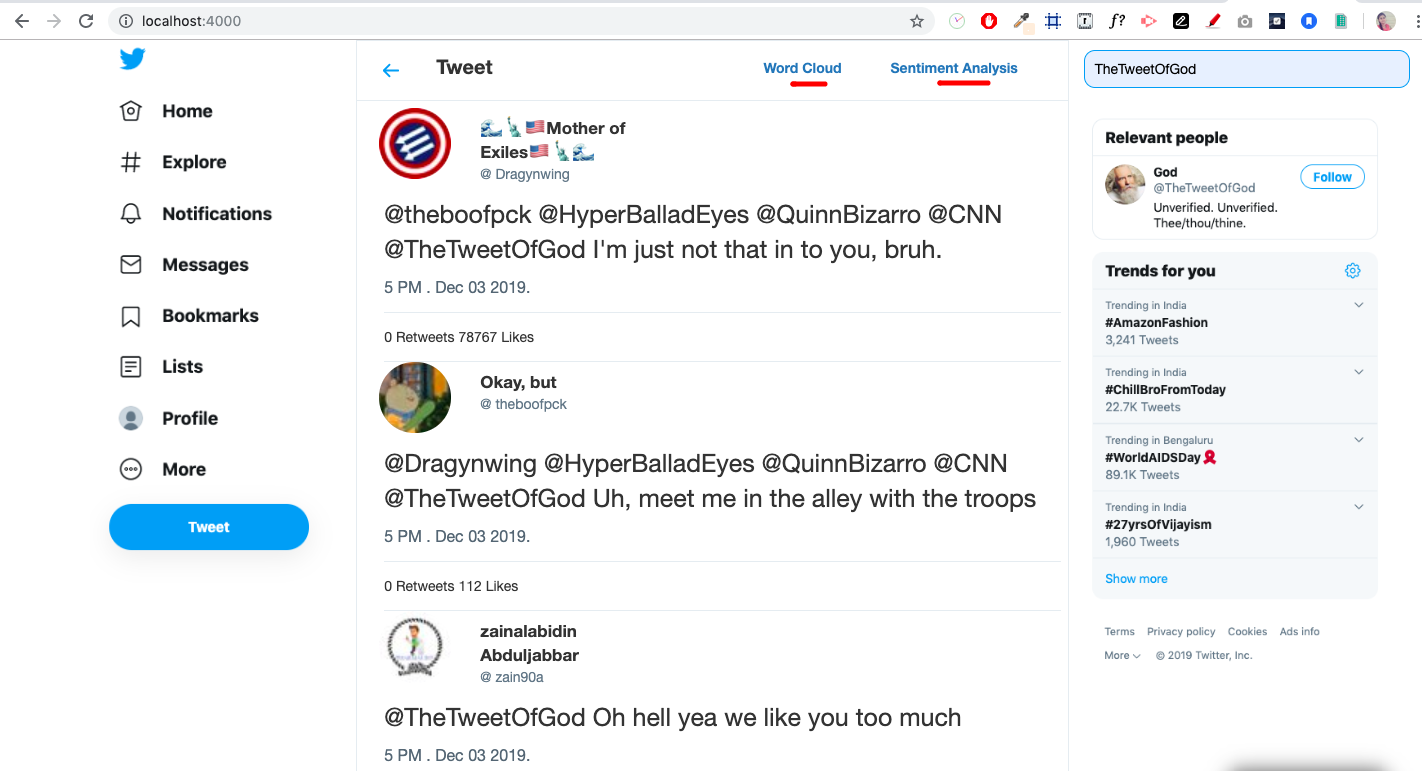 localhost:4000
f?
Home
Explore
Notifications
Messages
Bookmarks
Lists
Profile
More
Tweet
Tweet
Word Cloud
Sentiment Analysis
🌊🗽🇺🇸Mother of
Exiles🇺🇸🗽🌊
@ Dragynwing
@theboofpck @HyperBalladEyes @QuinnBizarro @CNN
@TheTweetOfGod I'm just not that in to you, bruh.
5 PM . Dec 03 2019.
0 Retweets 78767 Likes
Okay, but
@ theboofpck
@Dragynwing @HyperBalladEyes @QuinnBizarro @CNN
@TheTweetOfGod Uh, meet me in the alley with the troops
5 PM . Dec 03 2019.
0 Retweets 112 Likes
zainalabidin
Abduljabbar
@ zain90a
@TheTweetOfGod Oh hell yea we like you too much
5 PM . Dec 03 2019.
TheTweetOfGod
Relevant people
God
@TheTweetOfGod
Follow
Unverified. Unverified.
Thee/thou/thine.
Trends for you
Trending in India
#AmazonFashion
3,241 Tweets
Trending in India
#ChillBroFromToday
22.7K Tweets
Trending in Bengaluru
#WorldAIDSDay
89.1K Tweets
Trending in India
#27yrsOfVijayism
1,960 Tweets
Show more
Terms Privacy policy Cookies Ads info
More © 2019 Twitter, Inc.